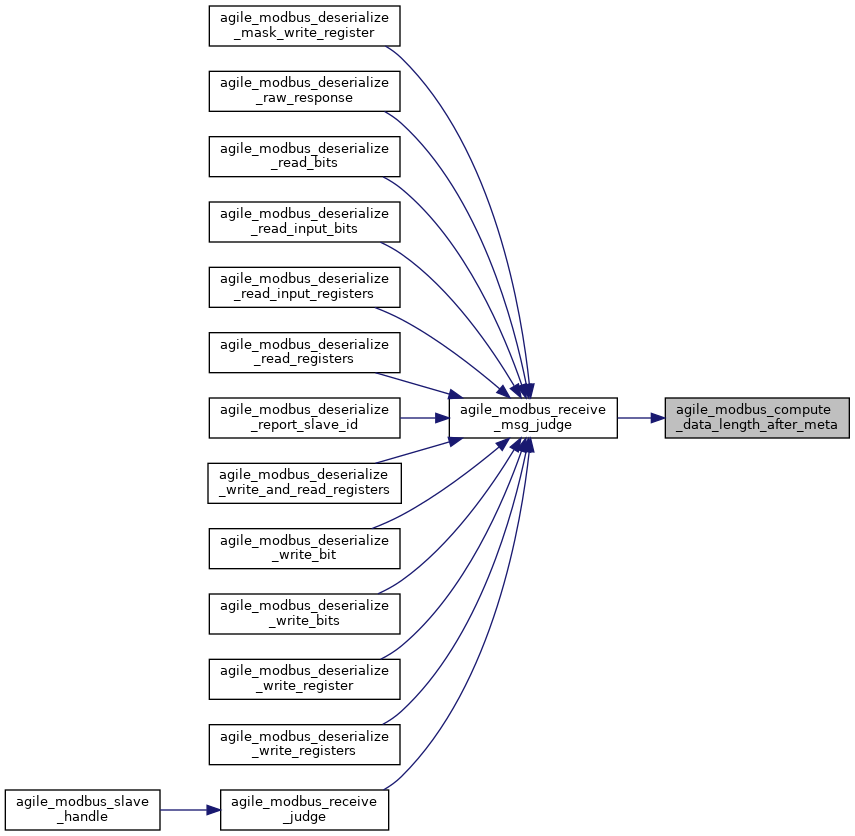 agile_modbus_deserialize
_mask_write_register
agile_modbus_deserialize
_raw_response
agile_modbus_deserialize
_read_bits
agile_modbus_deserialize
_read_input_bits
agile_modbus_deserialize
_read_input_registers
agile_modbus_deserialize
_read_registers
agile_modbus_deserialize
_report_slave_id
agile_modbus_receive
_msg_judge
agile_modbus_compute
_data_length_after_meta
agile_modbus_deserialize
_write_and_read_registers
agile_modbus_deserialize
_write_bit
agile_modbus_deserialize
_write_bits
agile_modbus_deserialize
_write_register
agile_modbus_deserialize
_write_registers
agile_modbus_slave
_handle
agile_modbus_receive
_judge